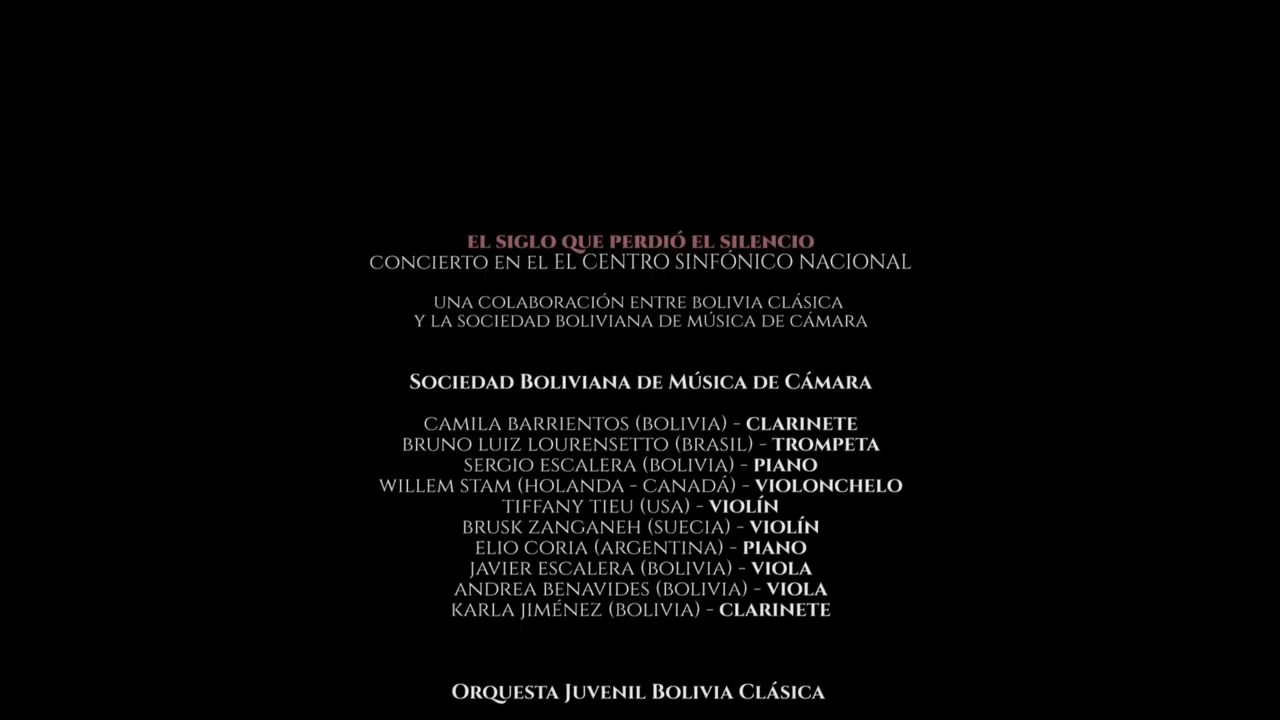 EL SIGLO QUE PERDIÓ EL SILENCIO
CONCIERTO EN EL EL CENTRO SINFÓNICO NACIONAL
UNA COLABORACIÓN ENTRE BOLIVIA CLÁSICA
Y LA SOCIEDAD BOLIVIANA DE MÚSICA DE CÁMARA
SOCIEDAD BOLIVIANA DE MÚSICA DE CÁMARA
CAMILA BARRIENTOS (BOLIVIA) - CLARINETE
BRUNO LUIZ LOURENSETTO (BRASIL) - TROMPETA
SERGIO ESCALERA (BOLIVIA) - PIANO
WILLEM STAM (HOLANDA - CANADÁ) - VIOLONCHELO
TIFFANY TIEU (USA) - VIOLÍN
BRUSK ZANGANEH (SUECIA) - VIOLÍN
ELIO CORIA (ARGENTINA) - PIANO
JAVIER ESCALERA (BOLIVIA) - VIOLA
ANDREA BENAVIDES (BOLIVIA) - VIOLA
KARLA JIMÉNEZ (BOLIVIA) - CLARINETE
ORQUESTA JUVENIL BOLIVIA CLÁSICA